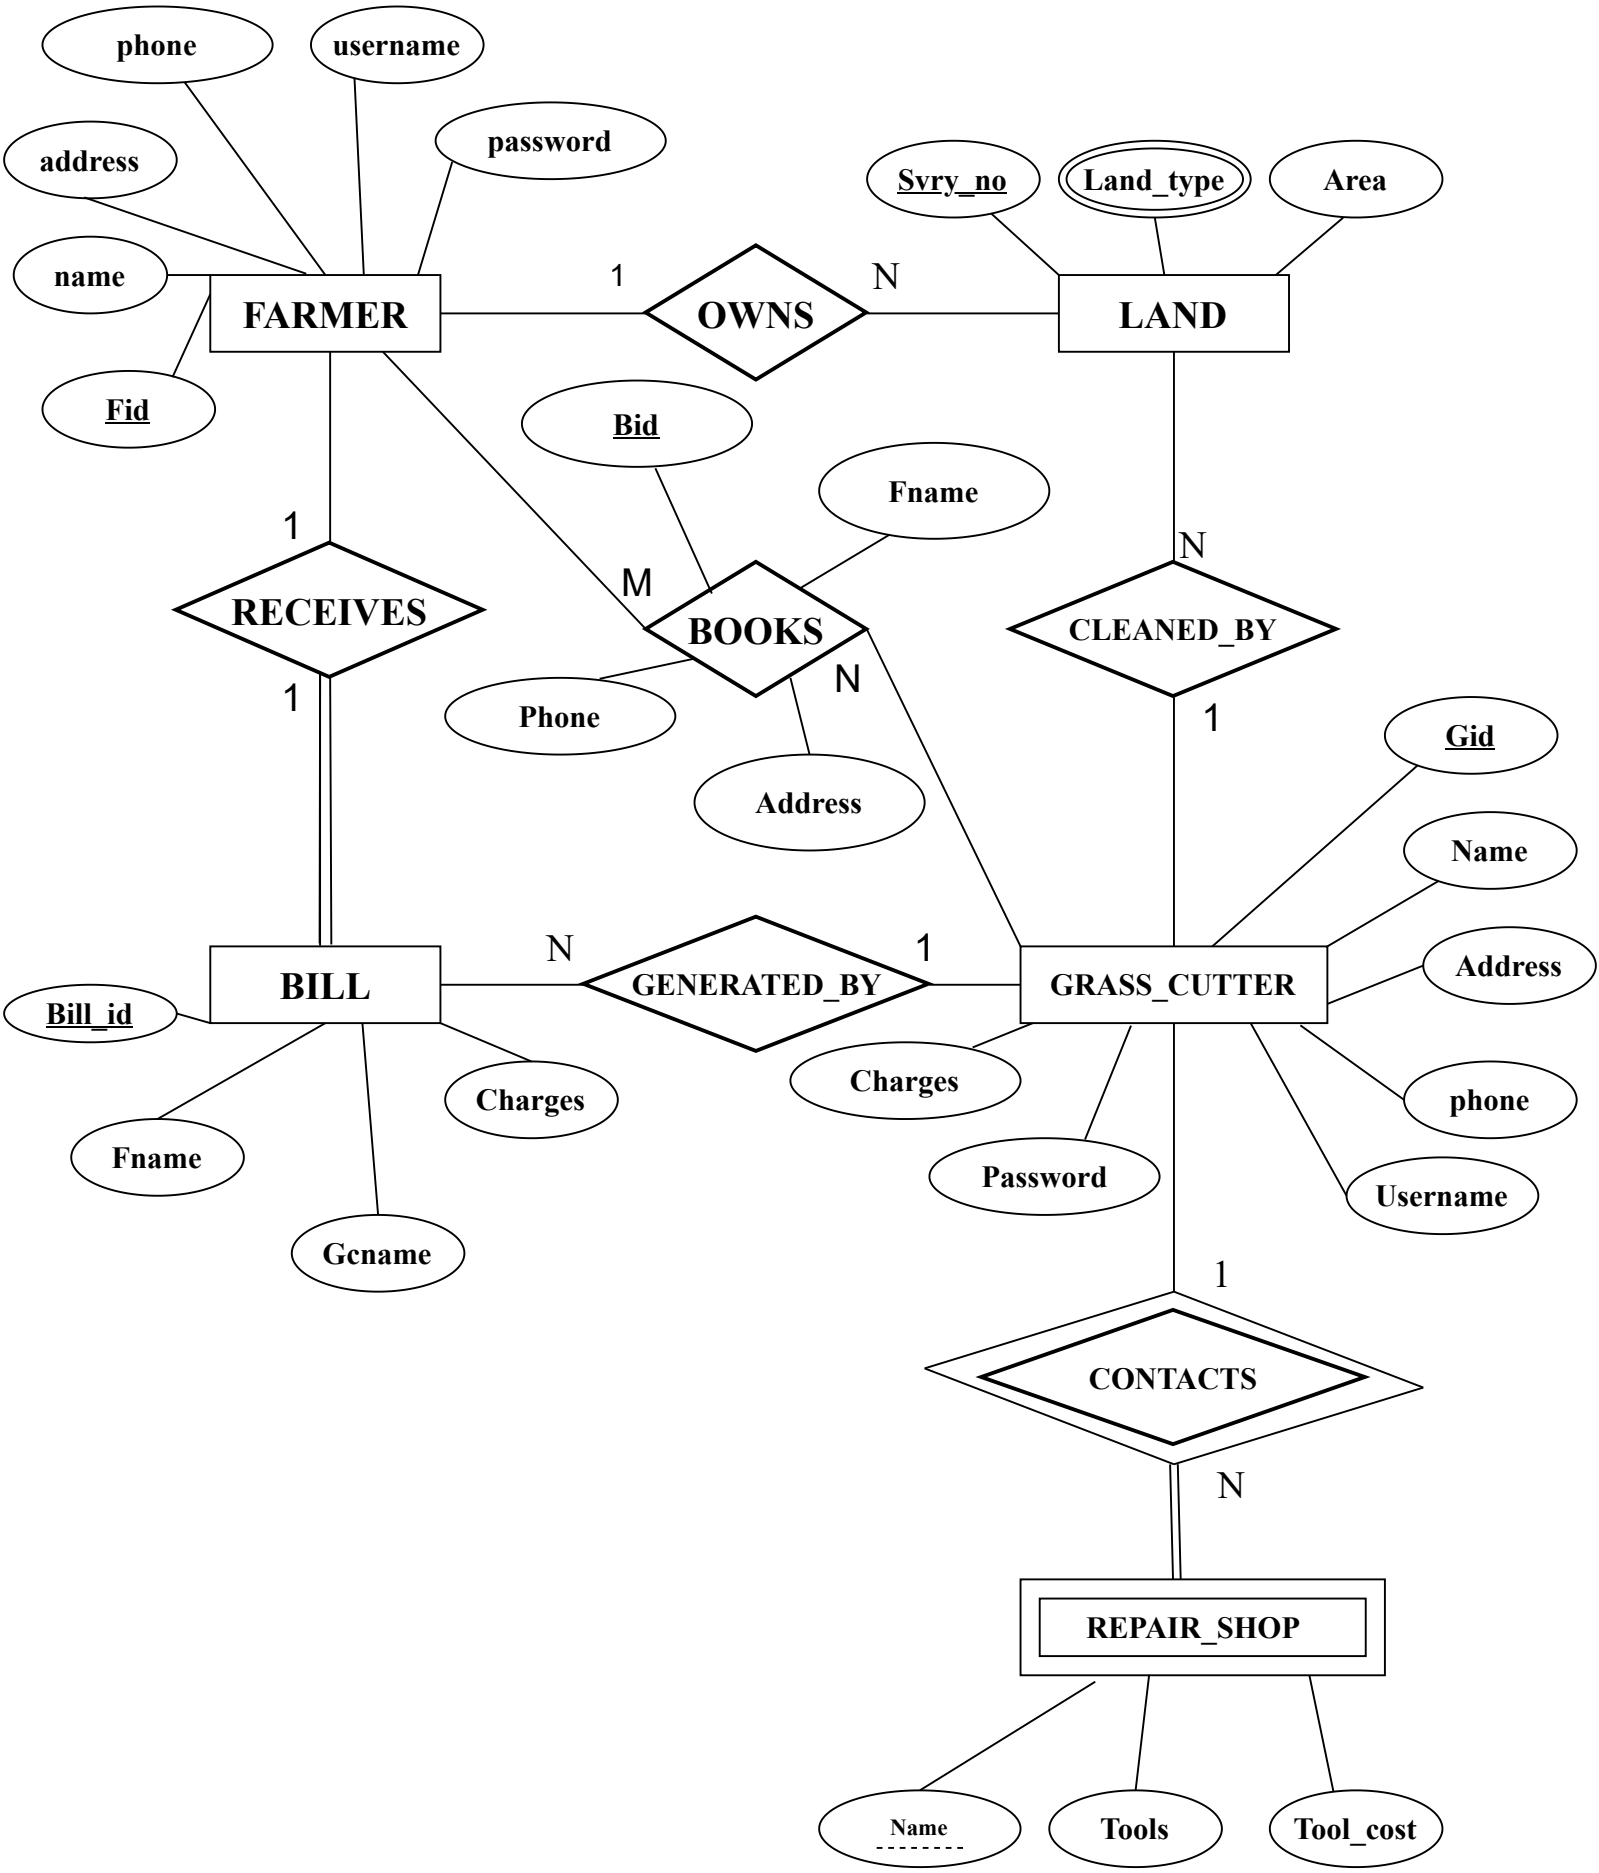 phone
username
address
password
Svry_no
Land_type
Area
name
1
N
FARMER
OWNS
LAND
Fid
Bid
Fname
1
N
M
RECEIVES
BOOKS
CLEANED_BY
N
1
1
Phone
Gid
Address
Name
N
1
Address
BILL
GENERATED_BY
GRASS_CUTTER
Bill_id
Charges
Charges
phone
Fname
Password
Username
Gcname
1
CONTACTS
N
REPAIR_SHOP
Name
Tools
Tool_cost